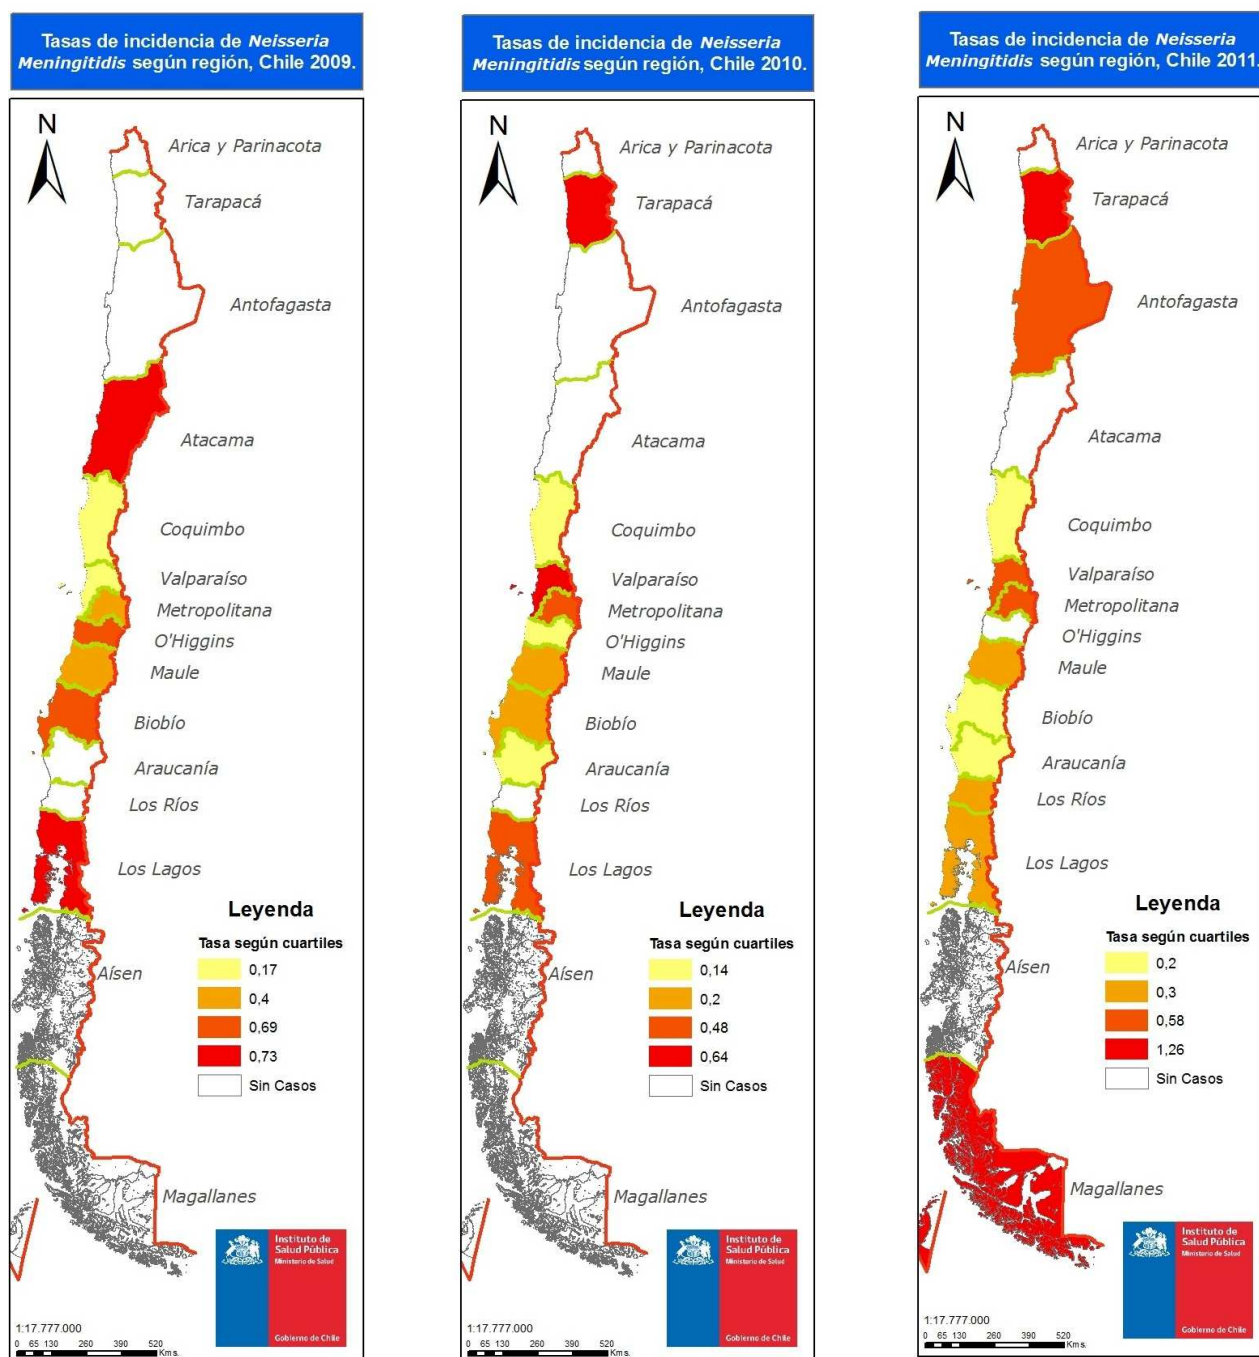 Tasas de incidencia de Neisseria
Meningitidis según región, Chile 2009.
N
Arica y Parinacota
Tarapacá
Antofagasta
Atacama
Coquimbo
Valparaíso
Metropolitana
O'Higgins
Maule
Biobío
Araucanía
Los Ríos
Los Lagos
Aísen
Magallanes
Leyenda
Tasa según cuartiles
0,17
0,4
0,69
0,73
Sin Casos
Instituto de
Salud Pública
Ministerio de Salud
Gobierno de Chile
1:17.777.000
0 65 130 260 390 520
Kms.
Tasas de incidencia de Neisseria
Meningitidis según región, Chile 2010.
N
Arica y Parinacota
Tarapacá
Antofagasta
Atacama
Coquimbo
Valparaíso
Metropolitana
O'Higgins
Maule
Biobío
Araucanía
Los Ríos
Los Lagos
Aísen
Magallanes
Leyenda
Tasa según cuartiles
0,14
0,2
0,48
0,64
Sin Casos
Instituto de
Salud Pública
Ministerio de Salud
Gobierno de Chile
1:17.777.000
0 65 130 260 390 520
Kms.
Tasas de incidencia de Neisseria
Meningitidis según región, Chile 2011.
N
Arica y Parinacota
Tarapacá
Antofagasta
Atacama
Coquimbo
Valparaíso
Metropolitana
O'Higgins
Maule
Biobío
Araucanía
Los Ríos
Los Lagos
Aísen
Magallanes
Leyenda
Tasa según cuartiles
0,2
0,3
0,58
1,26
Sin Casos
Instituto de
Salud Pública
Ministerio de Salud
Gobierno de Chile
1:17.777.000
0 65 130 260 390 520
Kms.